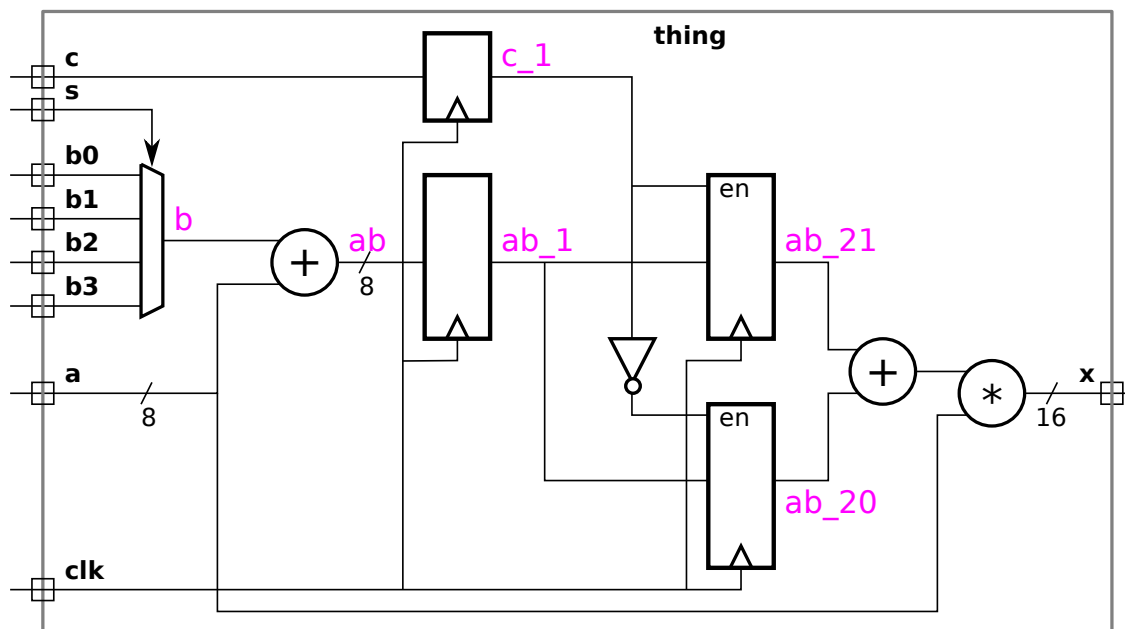 thing
c
c_1
s
b0
b1
b
b2
b3
+
ab
8
ab_1
en
ab_21
a
8
+
*
x
16
en
ab_20
clk